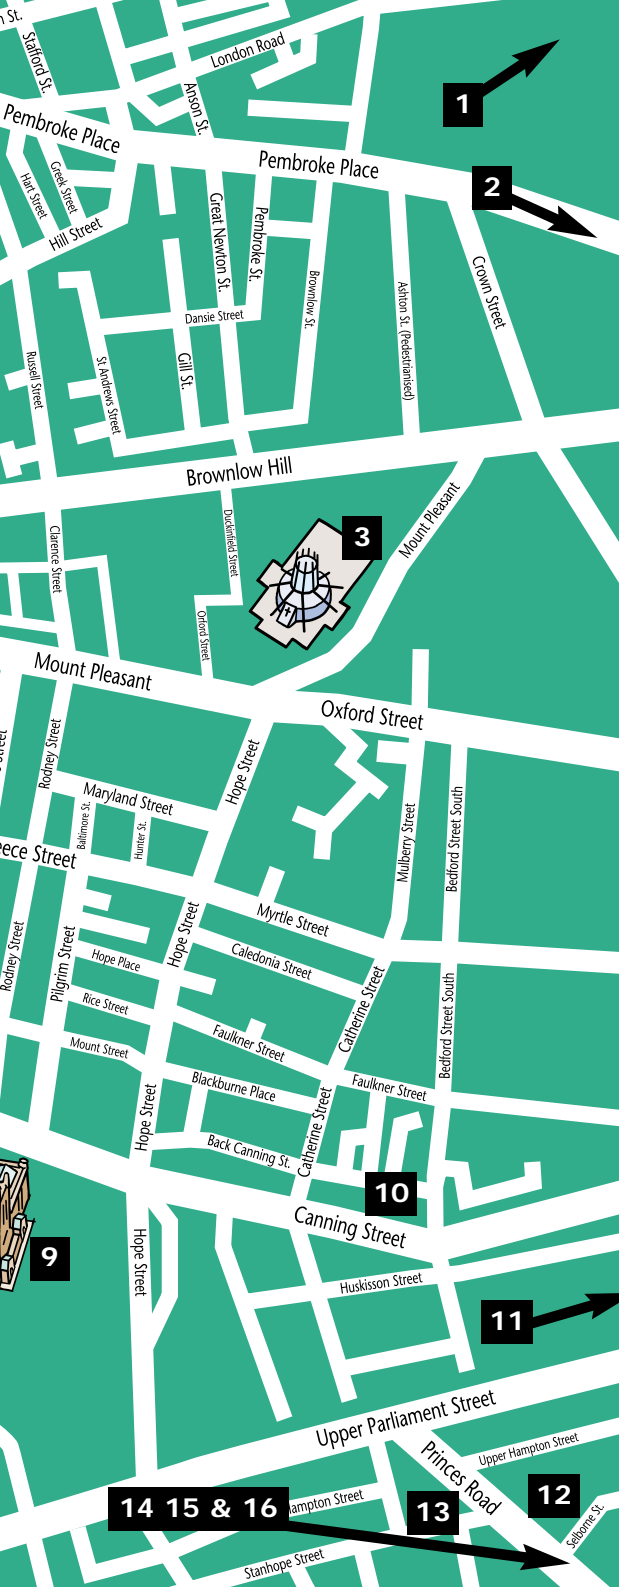 n St.
Stafford St.
London Road
1
Anson St.
Pembroke Place
Pembroke Place
2
Hart Street
Greek Street
Hill Street
Great Newton St.
Pembroke St.
Brownlow St.
Ashton St. (Pedestrianised)
Crown Street
Dansie Street
Russell Street
St Andrews Street
Gill St.
Brownlow Hill
Mount Pleasant
Duckinfield Street
3
Clarence Street
Orford Street
Mount Pleasant
Oxford Street
Street
Rodney Street
Hope Street
Maryland Street
Baltimore St.
Hunter St.
Mulberry Street
Bedford Street South
eece Street
Myrtle Street
Rodney Street
Pilgrim Street
Hope Street
Caledonia Street
Hope Place
Catherine Street
Bedford Street South
Rice Street
Faulkner Street
Mount Street
Blackburne Place
Faulkner Street
Hope Street
Catherine Street
Back Canning St.
10
Canning Street
9
Hope Street
Huskisson Street
11
Upper Parliament Street
Princes Road
Upper Hampton Street
12
14 15 & 16
Hampton Street
13
Selborne St.
Stanhope Street